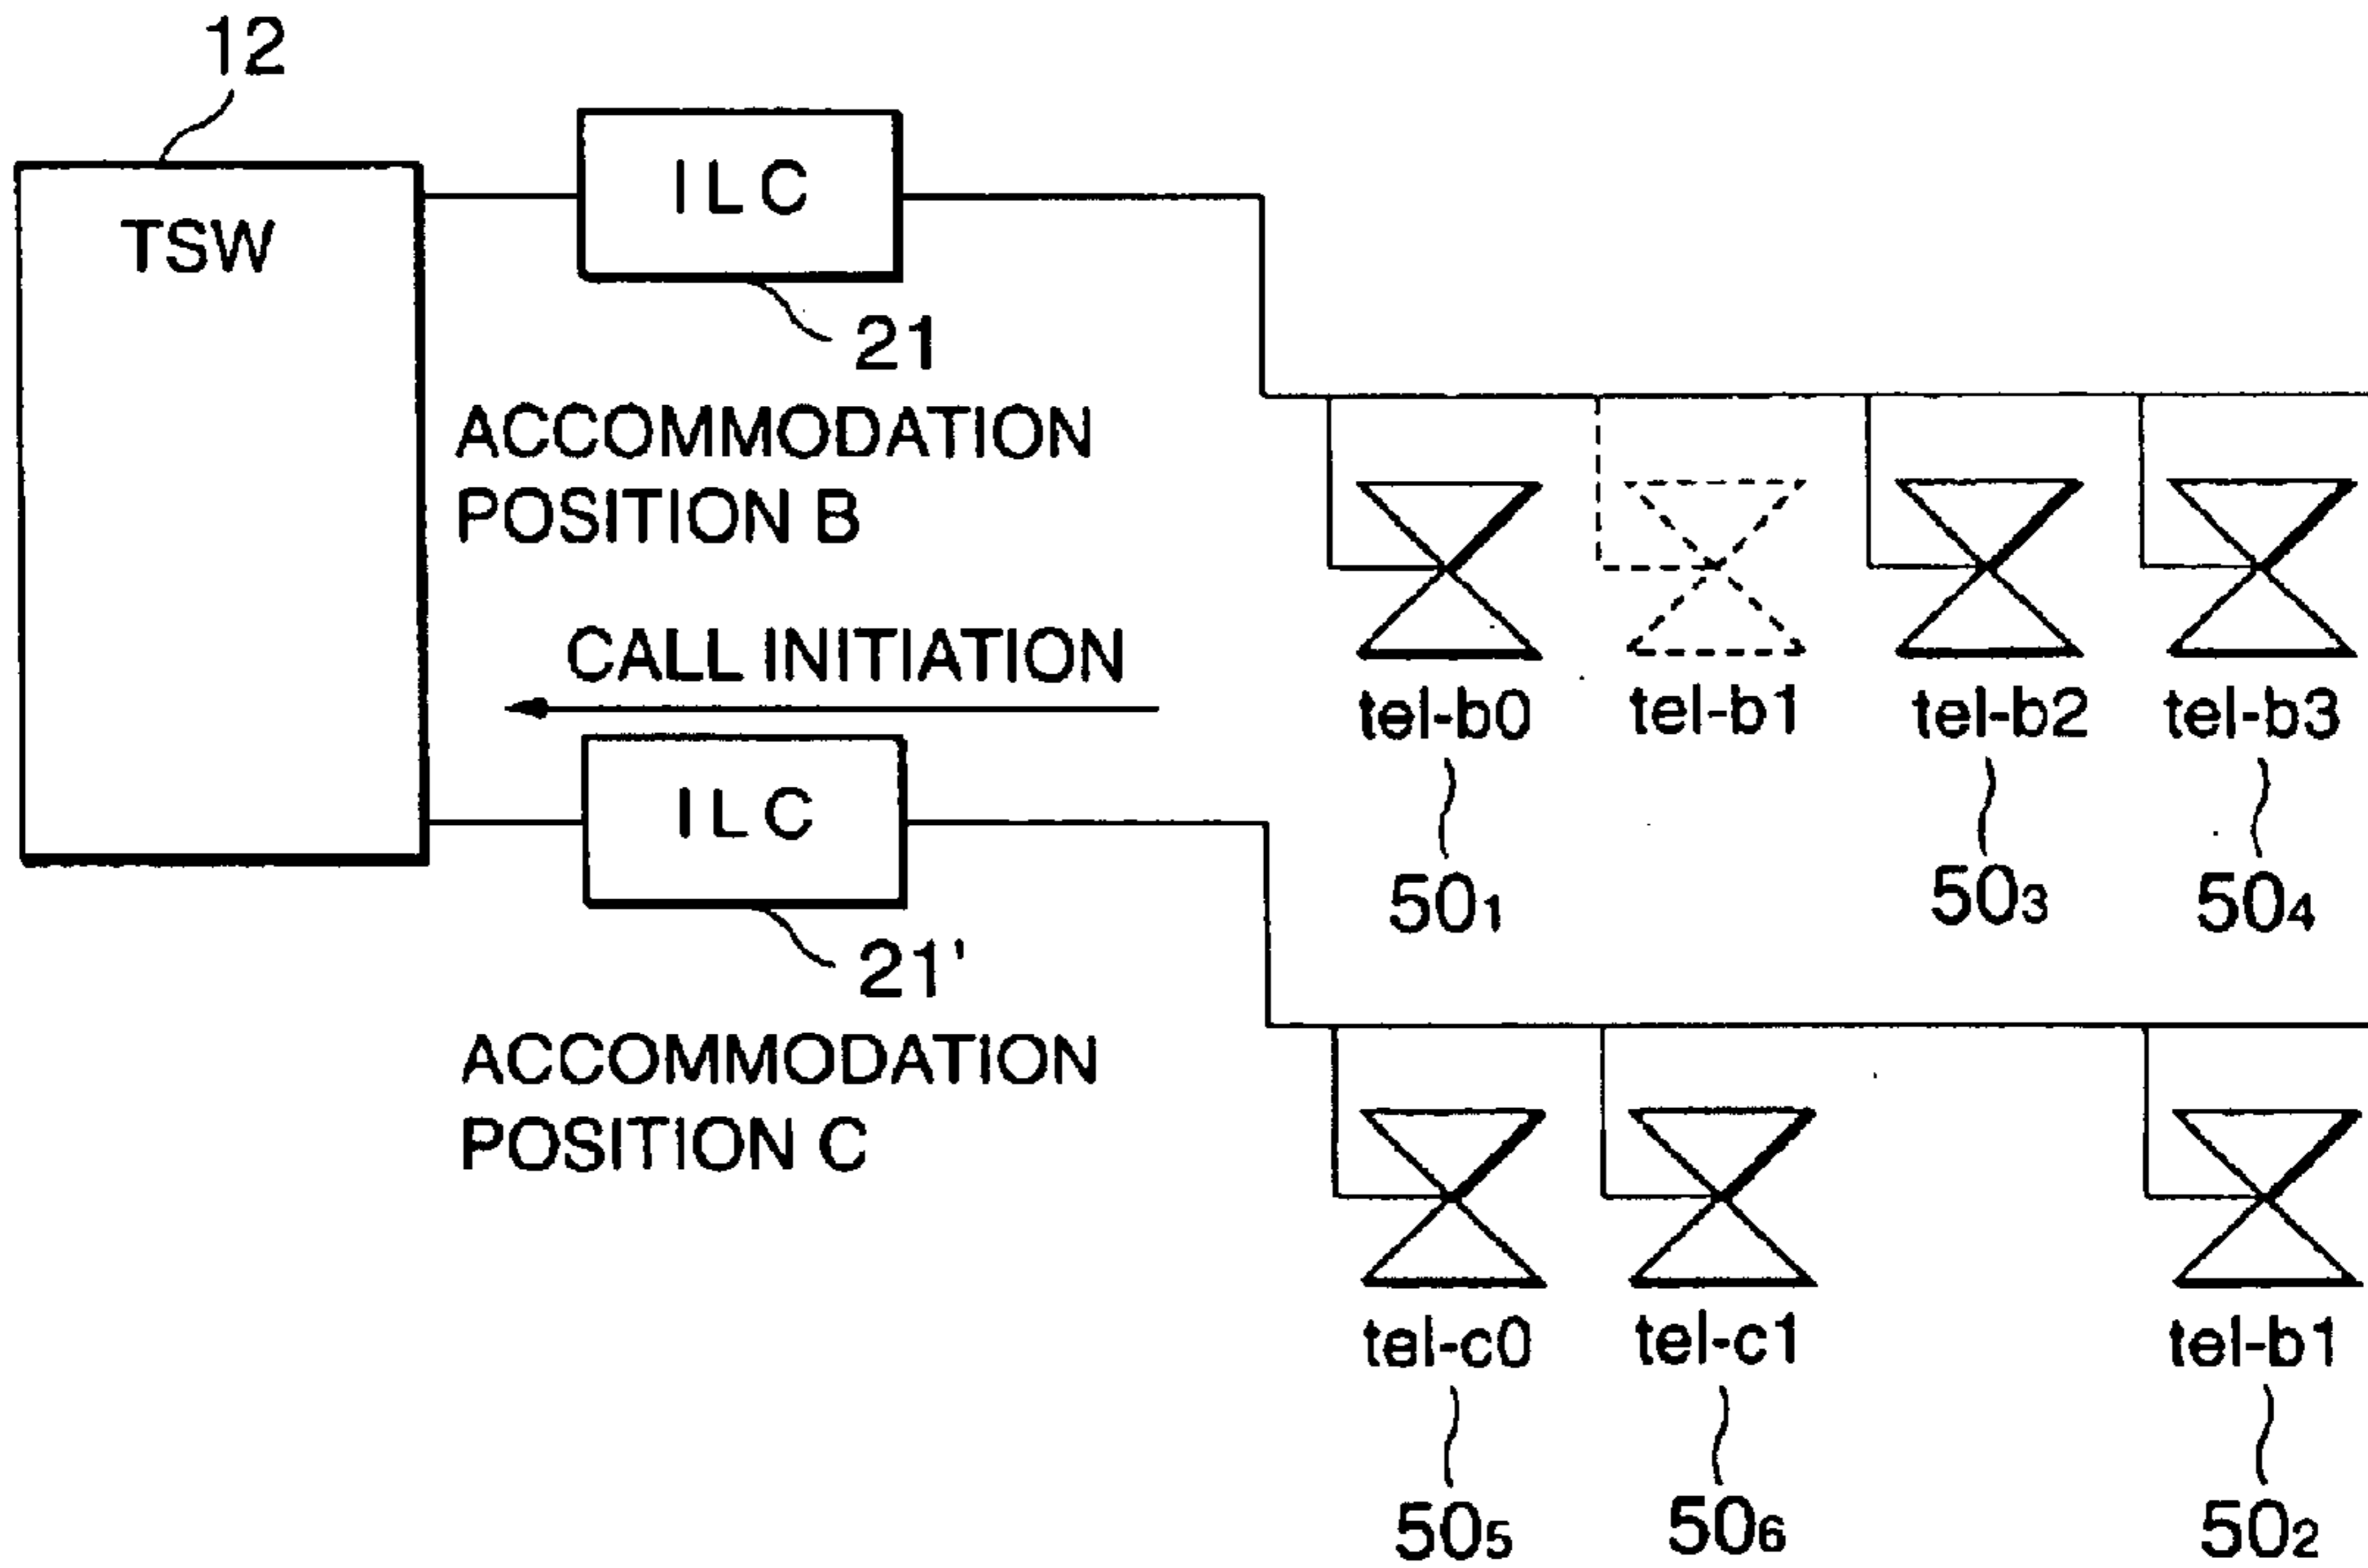 12
TSW
ILC
21
ACCOMMODATION
POSITION B
CALL INITIATION
tel-b0
tel-b1
tel-b2
tel-b3
50₁
50₃
50₄
ILC
21'
ACCOMMODATION
POSITION C
tel-c0
tel-c1
tel-b1
50₅
50₆
50₂